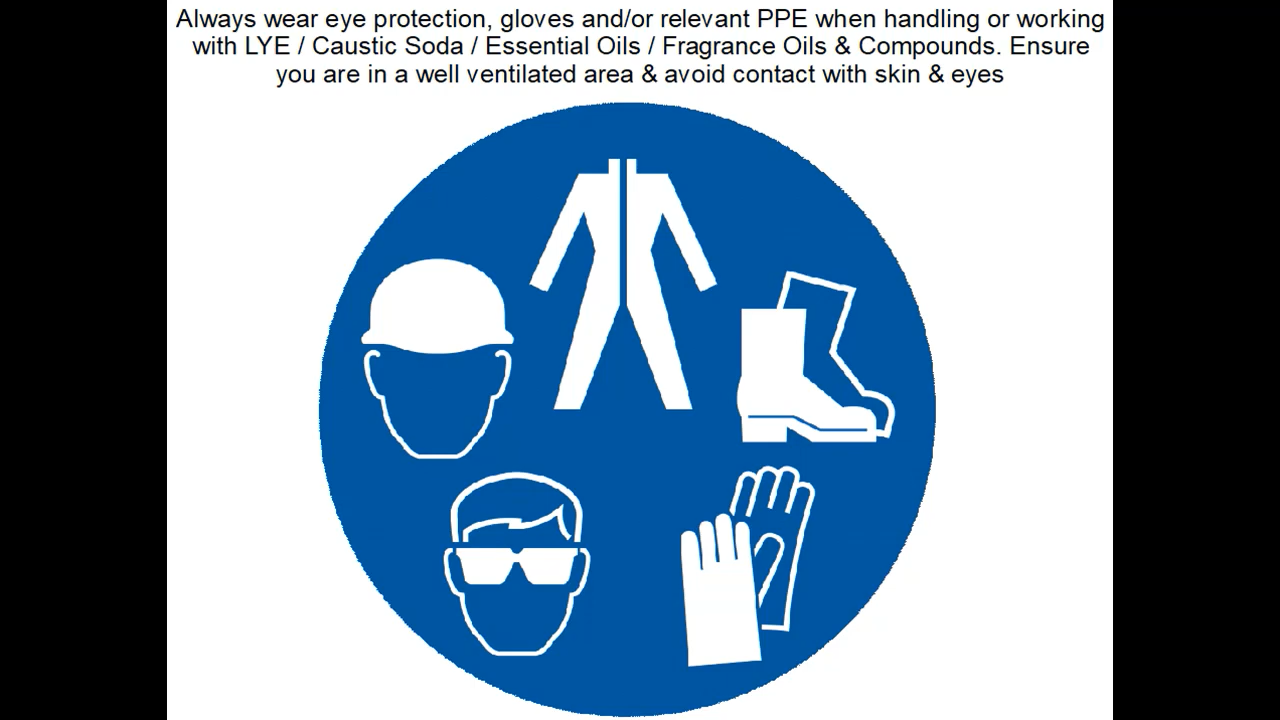 Always wear eye protection, gloves and/or relevant PPE when handling or working
with LYE / Caustic Soda / Essential Oils / Fragrance Oils & Compounds. Ensure
you are in a well ventilated area & avoid contact with skin & eyes